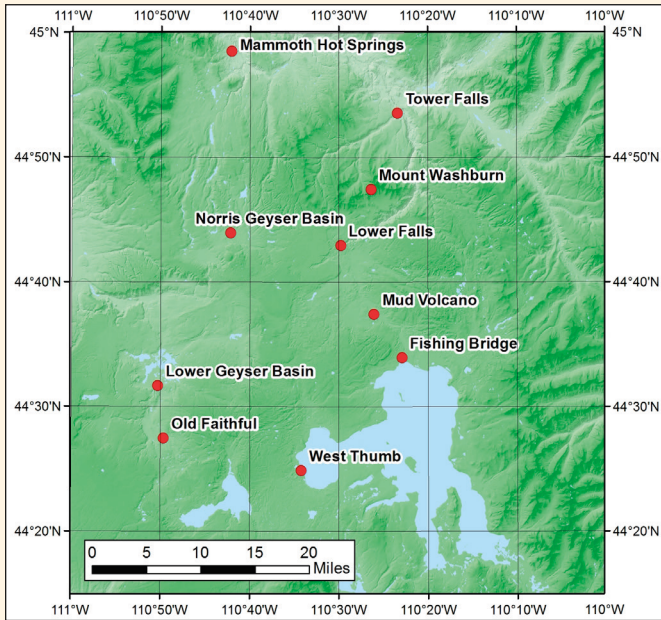 111°W 110°50'W 110°40'W 110°30'W 110°20'W 110°10'W 110°W
45°N 45°N
Mammoth Hot Springs
Tower Falls
44°50'N 44°50'N
Mount Washburn
Norris Geyser Basin
Lower Falls
44°40'N 44°40'N
Mud Volcano
Fishing Bridge
Lower Geyser Basin
44°30'N 44°30'N
Old Faithful
West Thumb
44°20'N 44°20'N
0 5 10 15 20
Miles
111°W 110°50'W 110°40'W 110°30'W 110°20'W 110°10'W 110°W